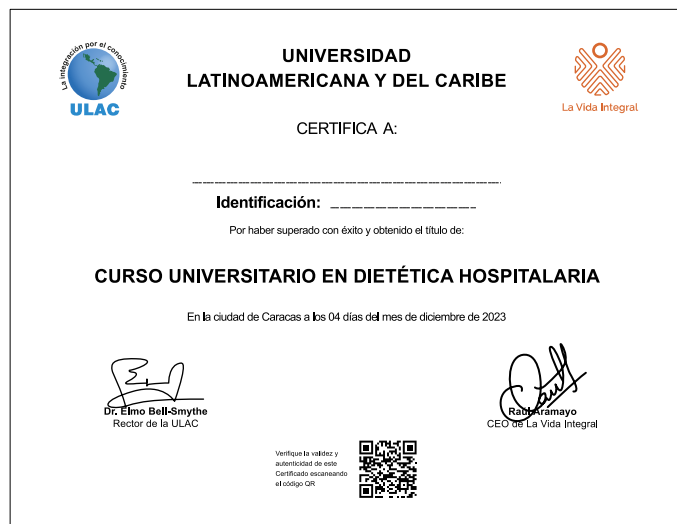 La integración por el conocimiento
ULAC
UNIVERSIDAD
LATINOAMERICANA Y DEL CARIBE
La Vida Integral
CERTIFICA A:
Identificación:
Por haber superado con éxito y obtenido el título de:
CURSO UNIVERSITARIO EN DIETÉTICA HOSPITALARIA
En la ciudad de Caracas a los 04 días del mes de diciembre de 2023
Dr. Elmo Bell-Smythe
Rector de la ULAC
Raúl Aramayo
CEO de La Vida Integral
Verifique la validez y
autenticidad de este
Certificado escaneando
el código QR